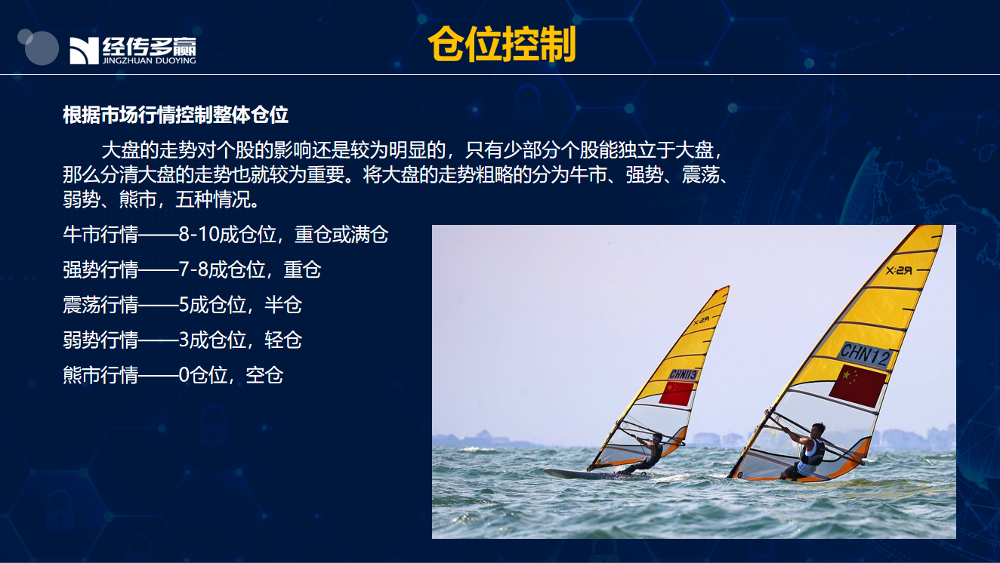 经传多赢
JINGZHUAN DUOYING
仓位控制
根据市场行情控制整体仓位
大盘的走势对个股的影响还是较为明显的，只有少部分个股能独立于大盘，
那么分清大盘的走势也就较为重要。将大盘的走势粗略的分为牛市、强势、震荡、
弱势、熊市，五种情况。
牛市行情——8-10成仓位，重仓或满仓
强势行情——7-8成仓位，重仓
震荡行情——5成仓位，半仓
弱势行情——3成仓位，轻仓
熊市行情——0仓位，空仓
RS:X
CHN113
RS:X
CHN12